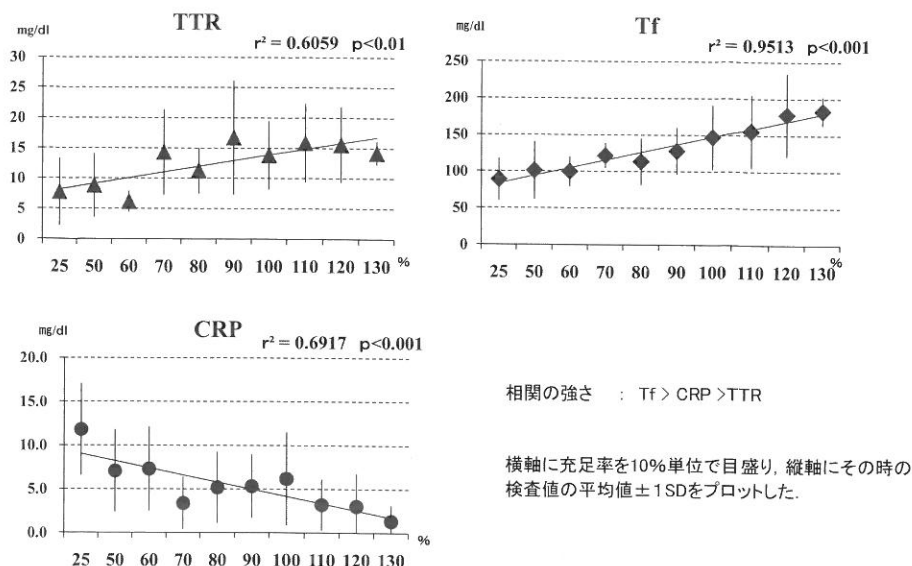 TTR
mg/dl
r² = 0.6059 p<0.01
30
25
20
15
10
5
0
25 50 60 70 80 90 100 110 120 130 %
Tf
mg/dl
r² = 0.9513 p<0.001
250
200
150
100
50
0
25 50 60 70 80 90 100 110 120 130 %
CRP
mg/dl
r² = 0.6917 p<0.001
20.0
15.0
10.0
5.0
0.0
25 50 60 70 80 90 100 110 120 130 %
相関の強さ : Tf > CRP >TTR
横軸に充足率を10%単位で目盛り, 縦軸にその時の
検査値の平均値±1SDをプロットした.